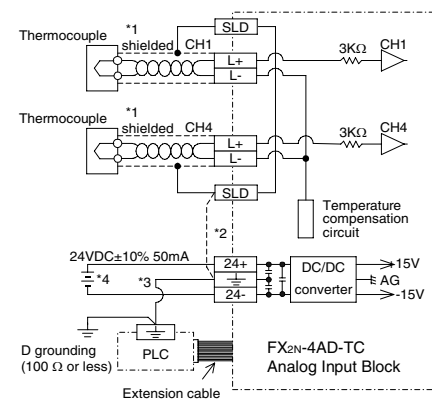 SLD
*1
Thermocouple
shielded CH1
L+
L-
3KΩ
CH1
*1
Thermocouple
shielded CH4
L+
L-
3KΩ
CH4
SLD
Temperature
compensation
circuit
*2
24VDC±10% 50mA
24+
24-
*4
*3
DC/DC
converter
+15V
AG
-15V
D grounding
(100 Ω or less)
PLC
FX2N-4AD-TC
Analog Input Block
Extension cable